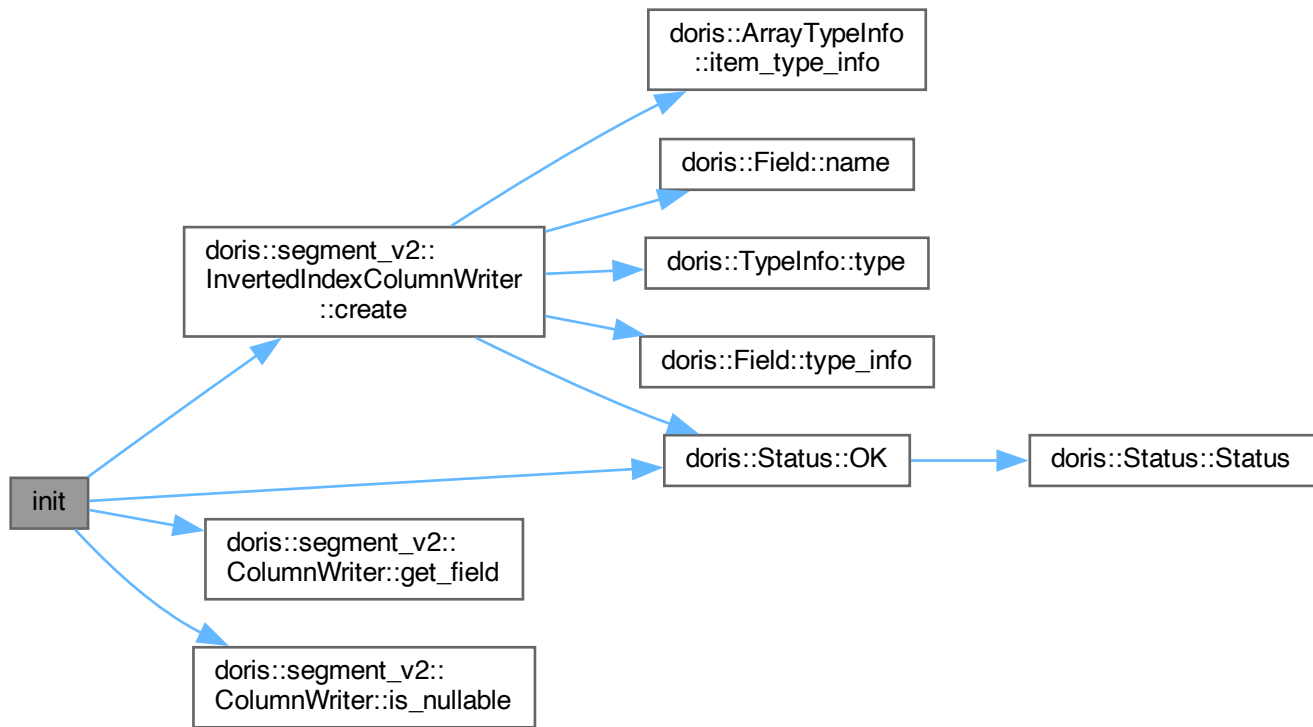 doris::ArrayTypeInfo
::item_type_info
doris::Field::name
doris::segment_v2::
InvertedIndexColumnWriter
::create
doris::TypeInfo::type
doris::Field::type_info
doris::Status::OK
doris::Status::Status
init
doris::segment_v2::
ColumnWriter::get_field
doris::segment_v2::
ColumnWriter::is_nullable